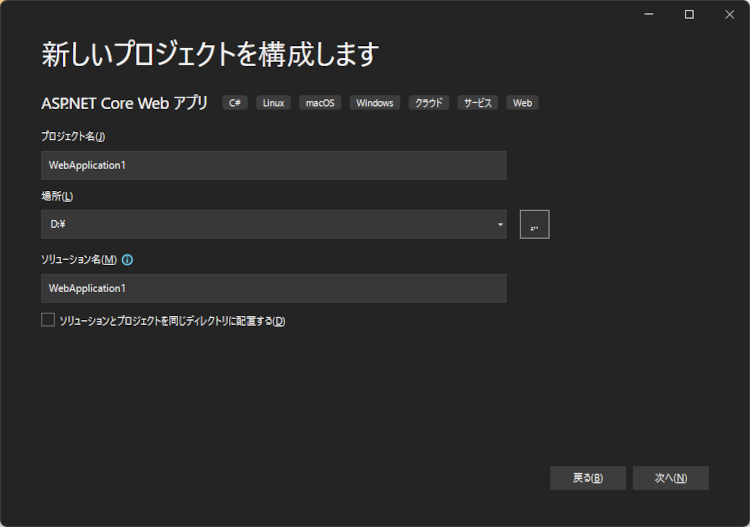 新しいプロジェクトを構成します
ASP.NET Core Web アプリ C# Linux macOS Windows クラウド サービス Web
プロジェクト名(J)
WebApplication1
場所(L)
D:¥
...
ソリューション名(M)
WebApplication1
ソリューションとプロジェクトを同じディレクトリに配置する(D)
戻る(B) 次へ(N)